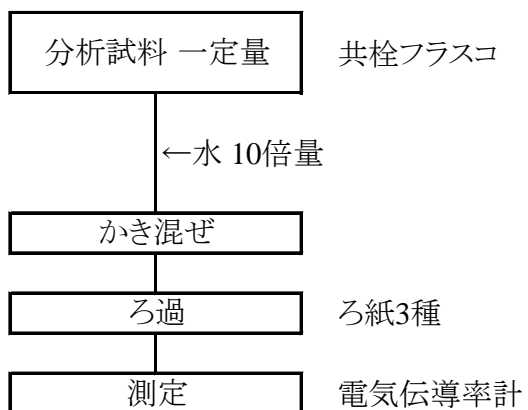 分析試料 一定量 共栓フラスコ
←水 10倍量
かき混ぜ
ろ過 ろ紙3種
測定 電気伝導率計